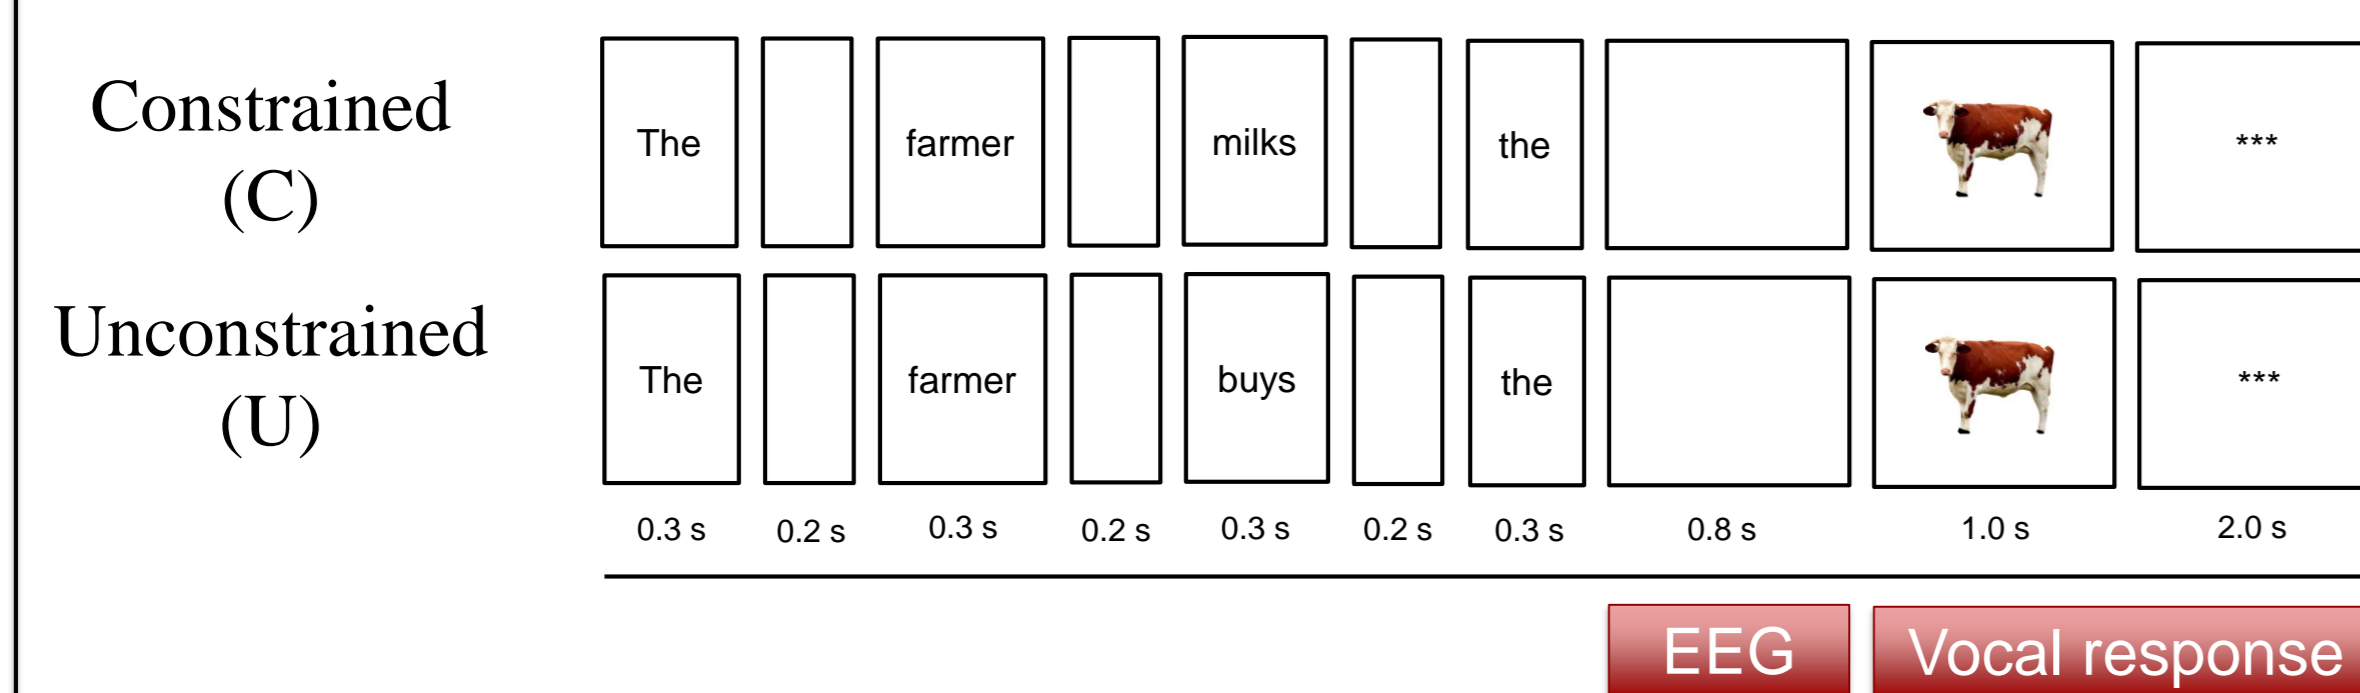 Constrained
(C)
The farmer milks the ***
Unconstrained
(U)
The farmer buys the ***
0.3 s 0.2 s 0.3 s 0.2 s 0.3 s 0.2 s 0.3 s 0.8 s 1.0 s 2.0 s
EEG Vocal response